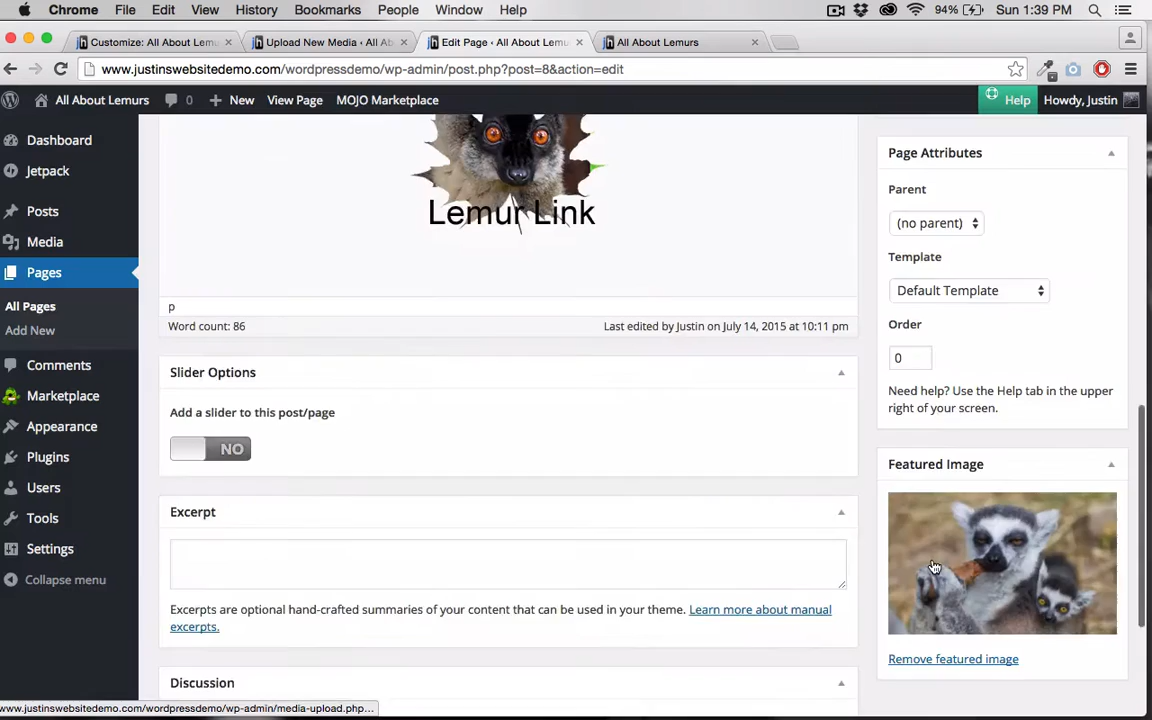 Chrome File Edit View History Bookmarks People Window Help 94% Sun 1:39 PM
Customize: All About Lemu Upload New Media ‹ All Ab Edit Page ‹ All About Lemu All About Lemurs
www.justinswebsitedemo.com/wordpressdemo/wp-admin/post.php?post=8&action=edit
All About Lemurs 0 New View Page MOJO Marketplace Help Howdy, Justin
Dashboard
Jetpack
Posts
Media
Pages
All Pages
Add New
Comments
Marketplace
Appearance
Plugins
Users
Tools
Settings
Collapse menu
Lemur Link
p
Word count: 86 Last edited by Justin on July 14, 2015 at 10:11 pm
Slider Options
Add a slider to this post/page
NO
Excerpt
Excerpts are optional hand-crafted summaries of your content that can be used in your theme. Learn more about manual
excerpts.
Discussion
Page Attributes
Parent
(no parent)
Template
Default Template
Order
0
Need help? Use the Help tab in the upper
right of your screen.
Featured Image
Remove featured image
www.justinswebsitedemo.com/wordpressdemo/wp-admin/media-upload.php...